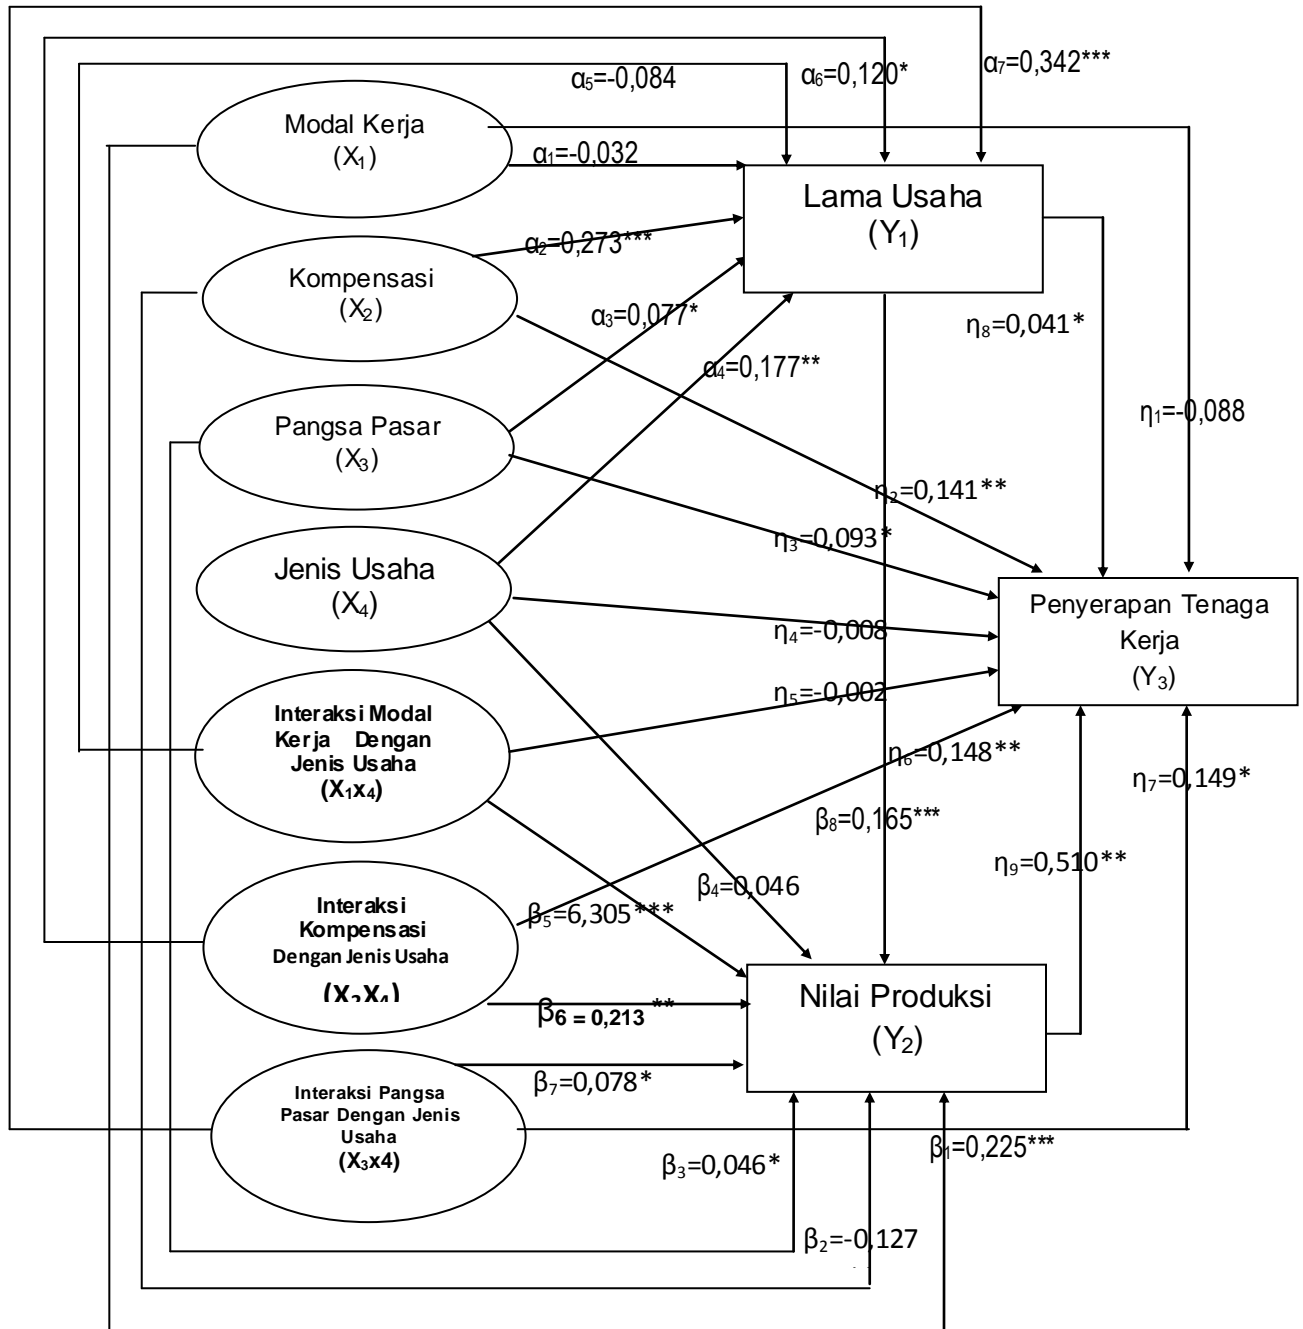 α5=-0,084
α6=0,120*
α7=0,342***
Modal Kerja
(X1)
α1=-0,032
Lama Usaha
(Y1)
α2=0,273***
Kompensasi
(X2)
α3=0,077*
η8=0,041*
α4=0,177**
η1=-0,088
Pangsa Pasar
(X3)
η2=0,141**
η3=0,093*
Jenis Usaha
(X4)
Penyerapan Tenaga
Kerja
(Y3)
η4=-0,008
η5=-0,002
Interaksi Modal
Kerja Dengan
Jenis Usaha
(X1x4)
η6=0,148**
η7=0,149*
β8=0,165***
η9=0,510**
β4=0,046
β5=6,305***
Interaksi
Kompensasi
Dengan Jenis Usaha
(X2X4)
β6 = 0,213**
Nilai Produksi
(Y2)
β7=0,078*
Interaksi Pangsa
Pasar Dengan Jenis
Usaha
(X3x4)
β3=0,046*
β1=0,225***
β2=-0,127